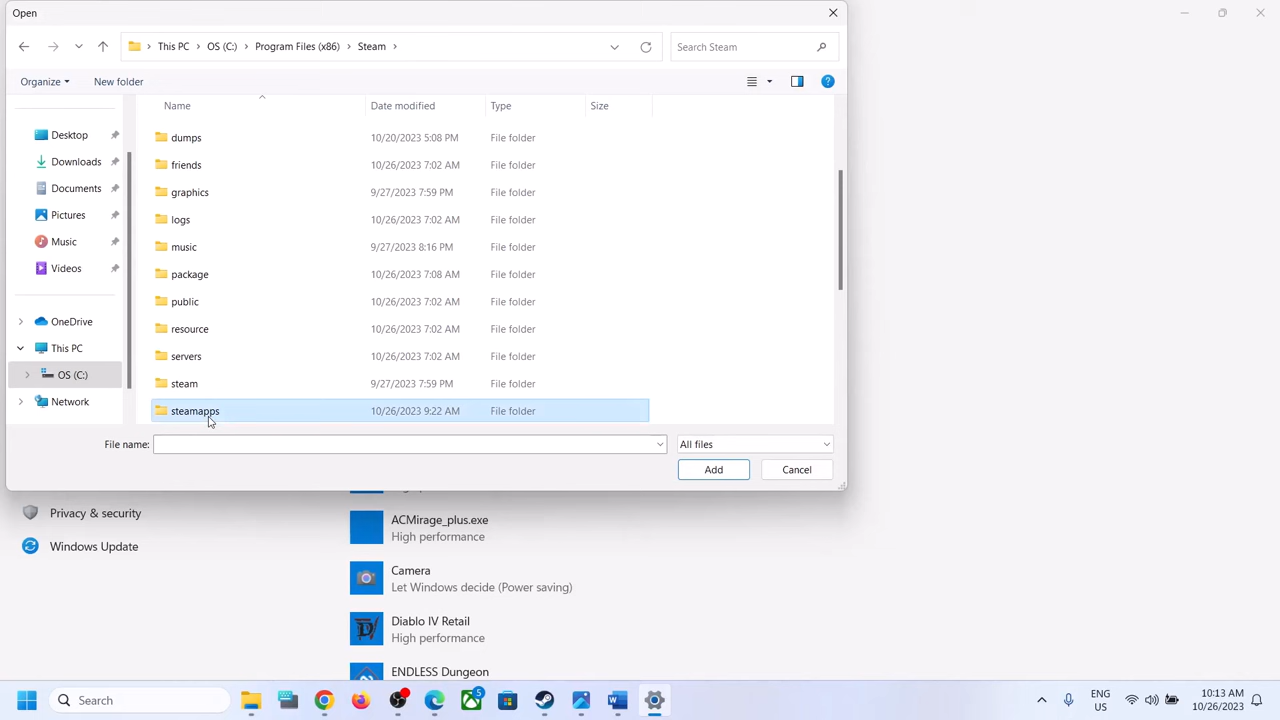 Open
This PC OS (C:) Program Files (x86) Steam
Search Steam
Organize New folder
Name Date modified Type Size
Desktop
Downloads
Documents
Pictures
Music
Videos
OneDrive
This PC
OS (C:)
Network
dumps 10/20/2023 5:08 PM File folder
friends 10/26/2023 7:02 AM File folder
graphics 9/27/2023 7:59 PM File folder
logs 10/26/2023 7:02 AM File folder
music 9/27/2023 8:16 PM File folder
package 10/26/2023 7:08 AM File folder
public 10/26/2023 7:02 AM File folder
resource 10/26/2023 7:02 AM File folder
servers 10/26/2023 7:02 AM File folder
steam 9/27/2023 7:59 PM File folder
steamapps 10/26/2023 9:22 AM File folder
File name: All files
Add Cancel
Privacy & security
Windows Update
ACMirage_plus.exe
High performance
Camera
Let Windows decide (Power saving)
Diablo IV Retail
High performance
ENDLESS Dungeon
Search
5
ENG
US
10:13 AM
10/26/2023